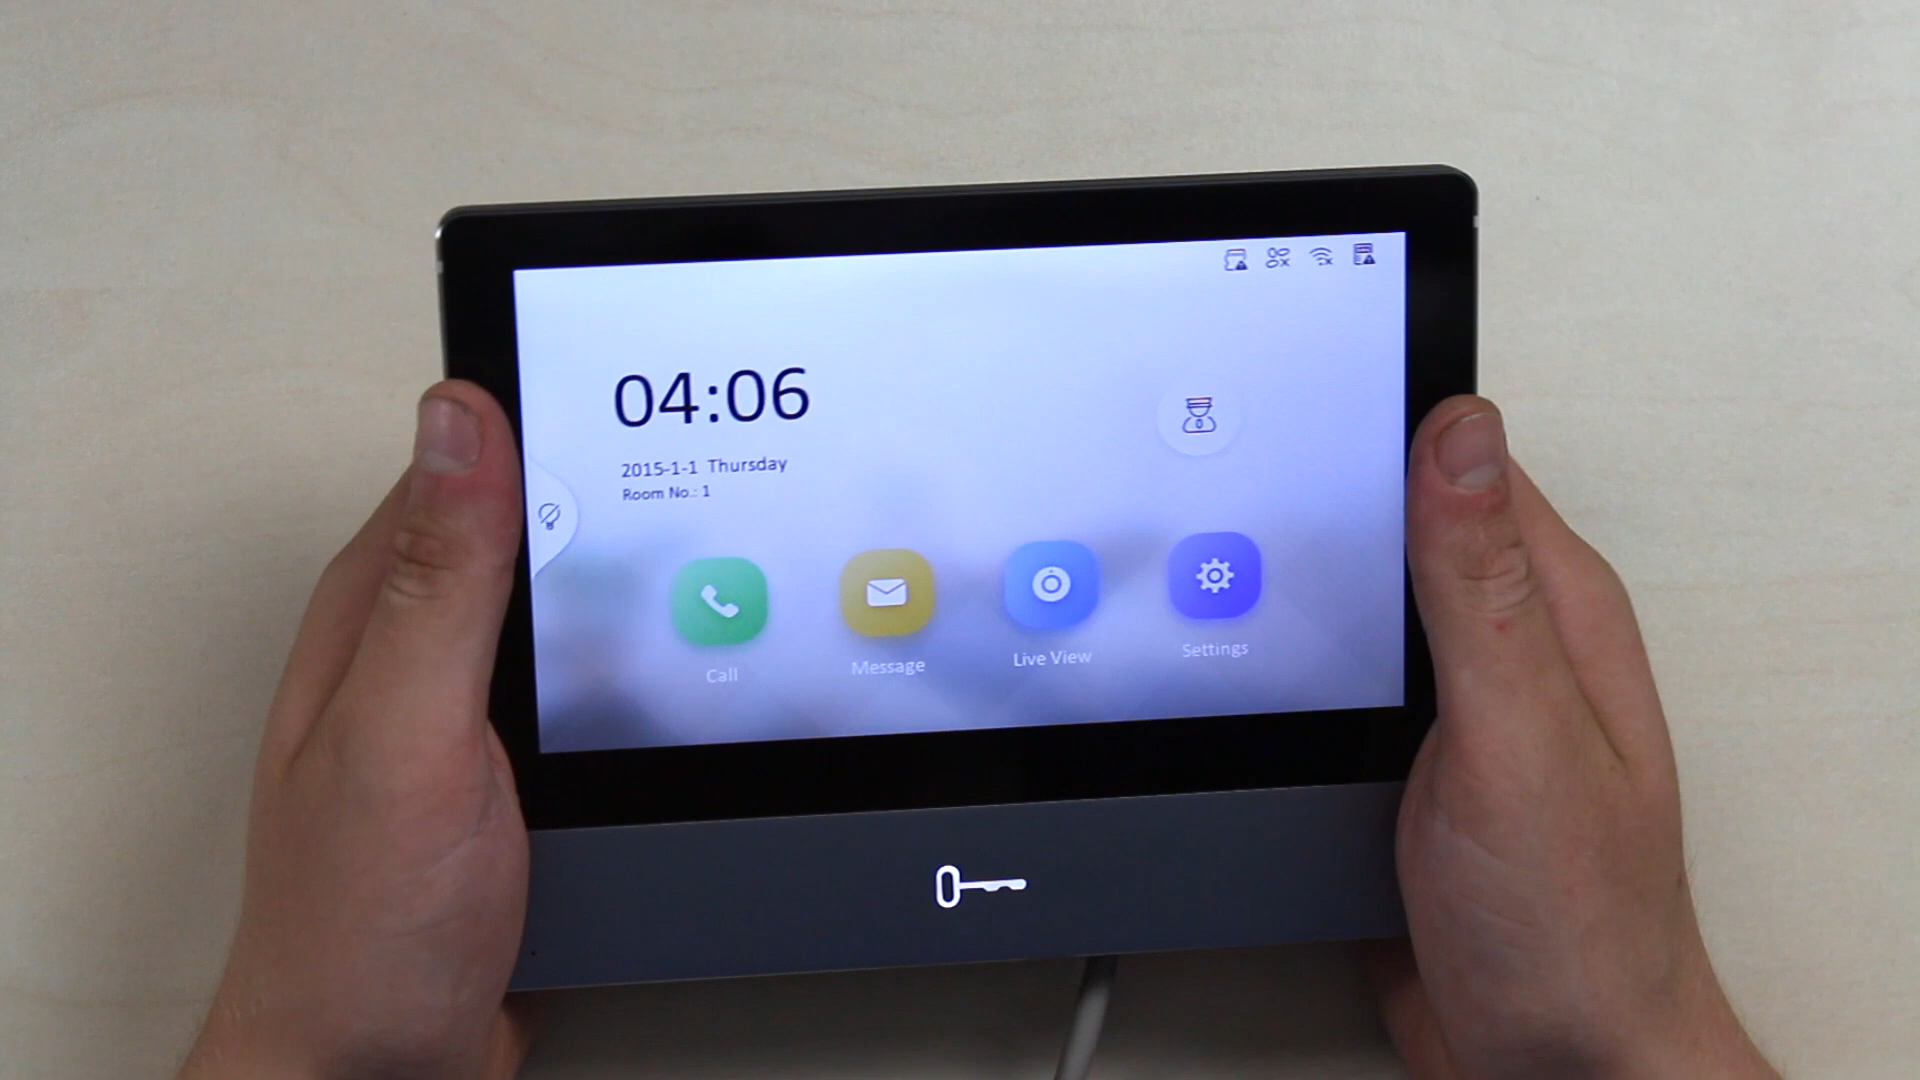 04:06
2015-1-1 Thursday
Room No.: 1
Call
Message
Live View
Settings